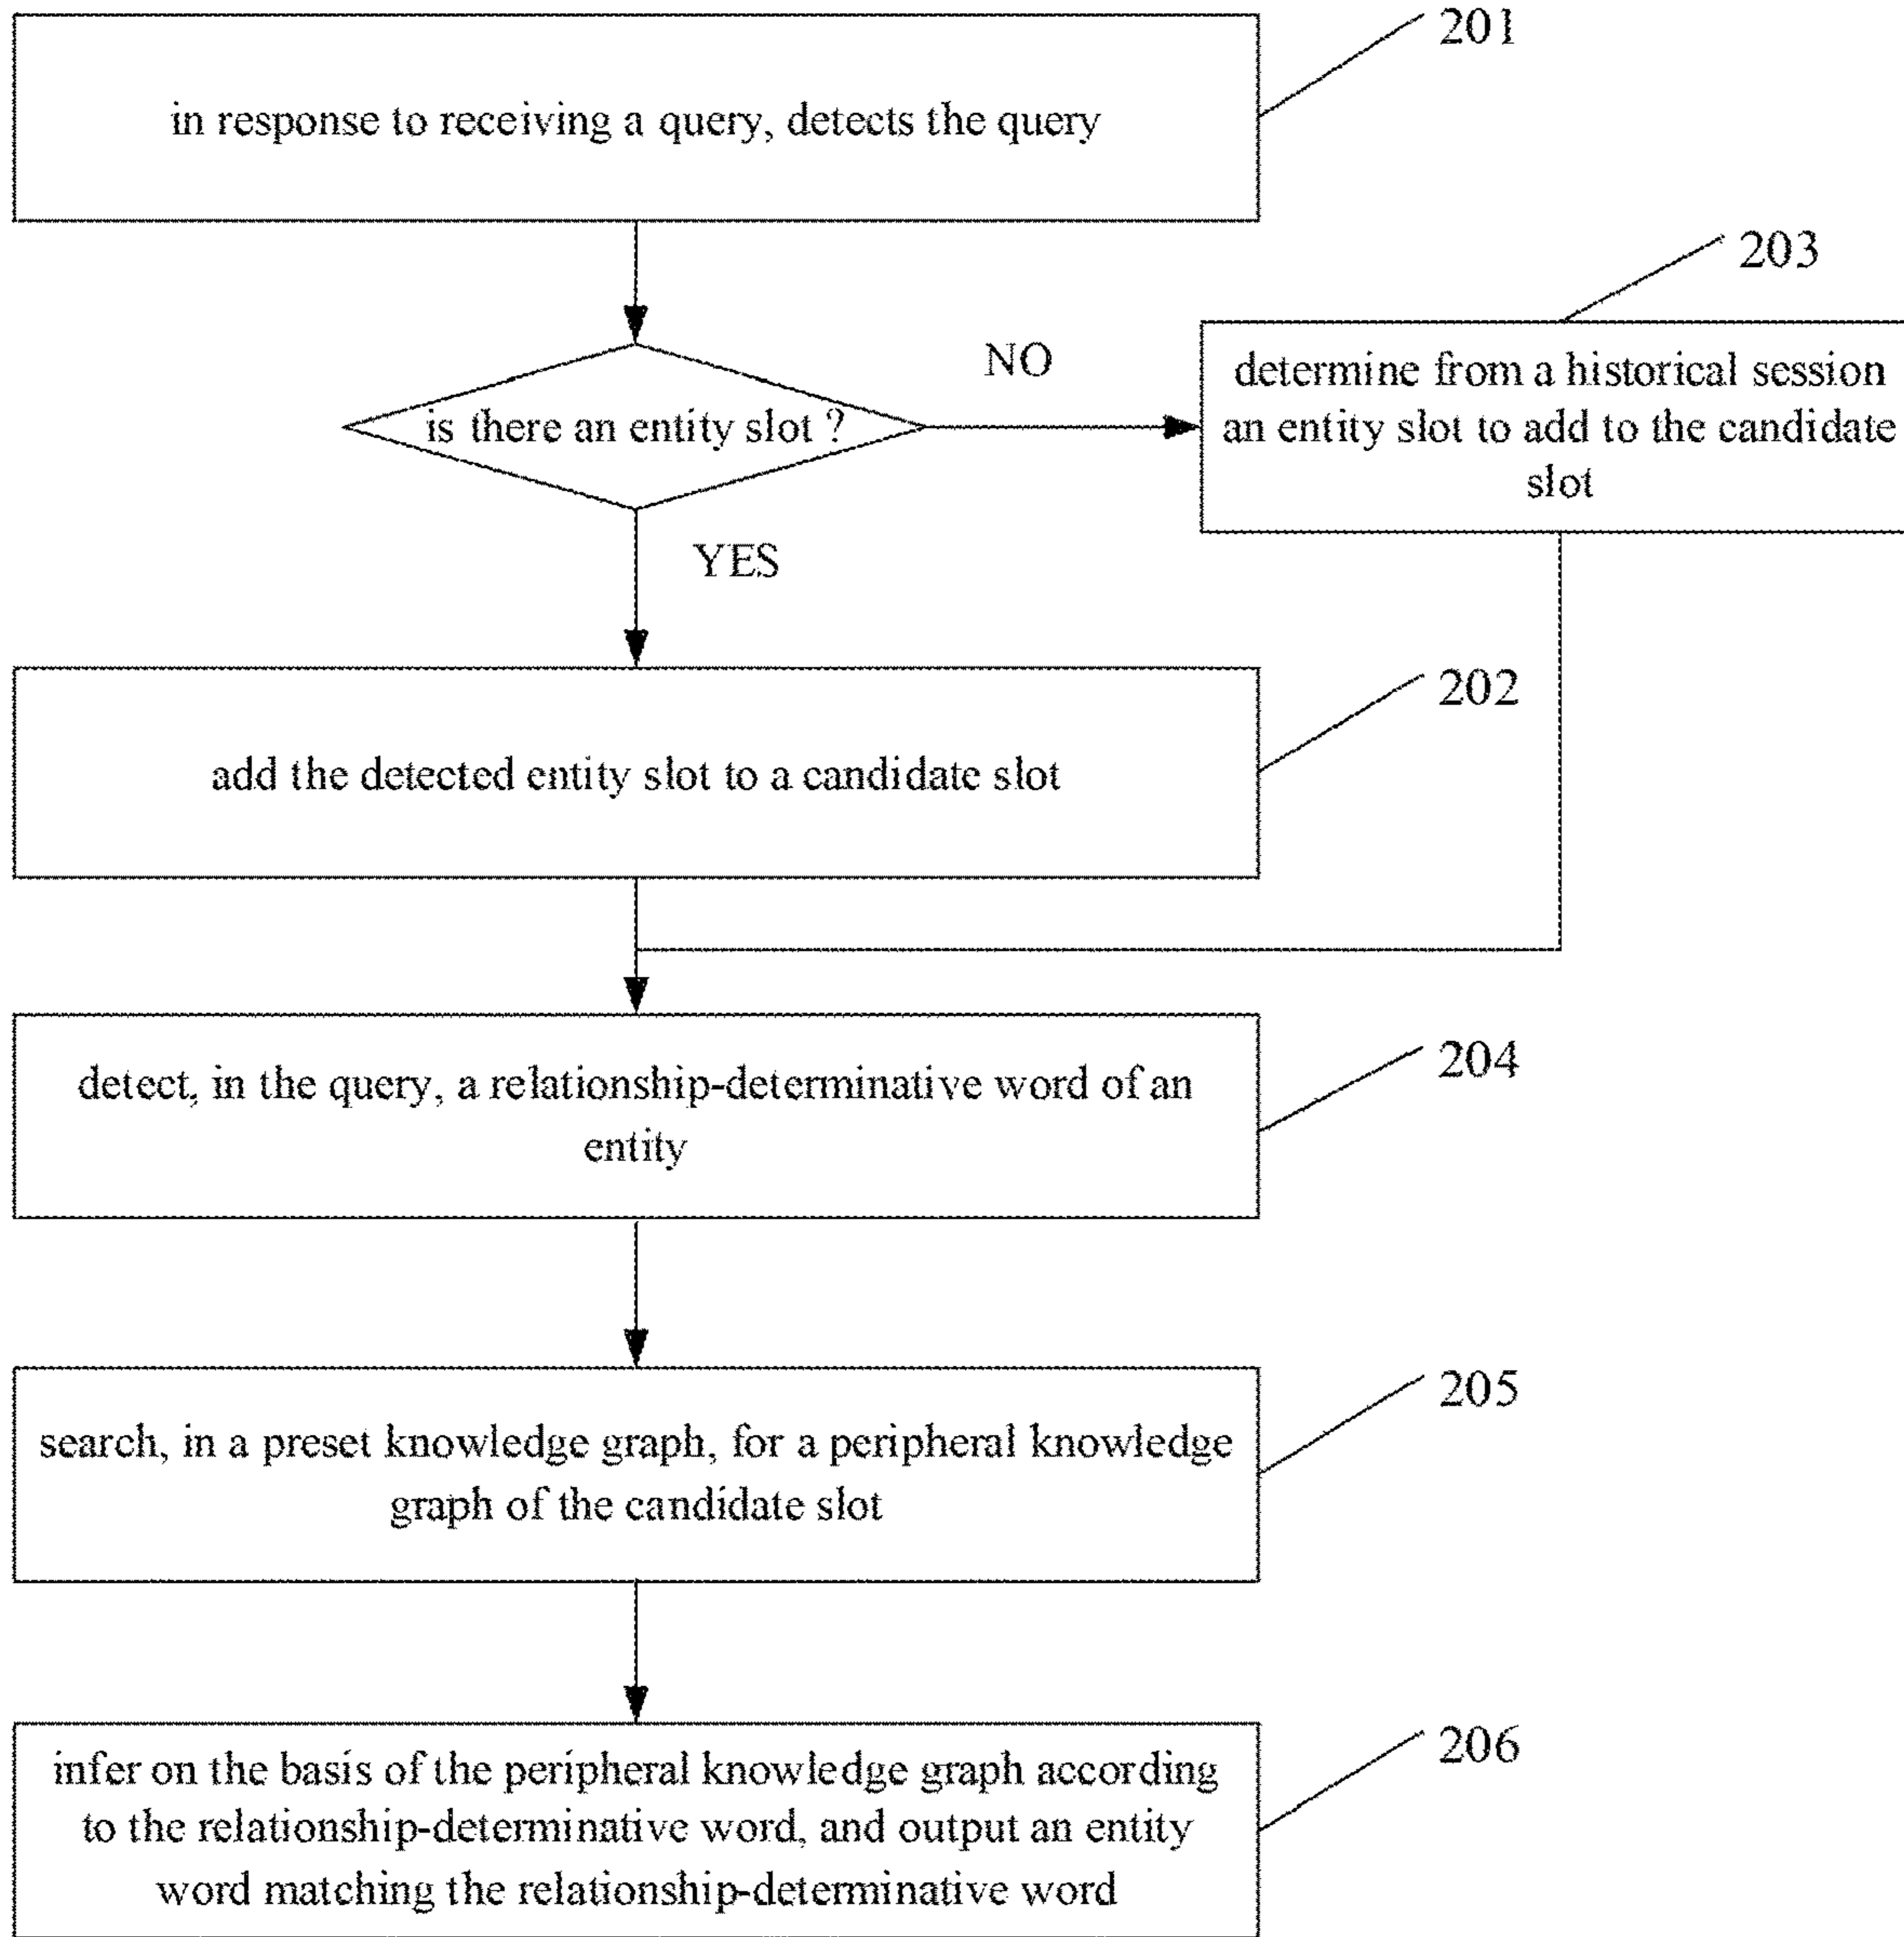 201
in response to receiving a query, detects the query
203
NO
determine from a historical session
an entity slot to add to the candidate
slot
is there an entity slot ?
YES
202
add the detected entity slot to a candidate slot
204
detect, in the query, a relationship-determinative word of an
entity
205
search, in a preset knowledge graph, for a peripheral knowledge
graph of the candidate slot
206
infer on the basis of the peripheral knowledge graph according
to the relationship-determinative word, and output an entity
word matching the relationship-determinative word